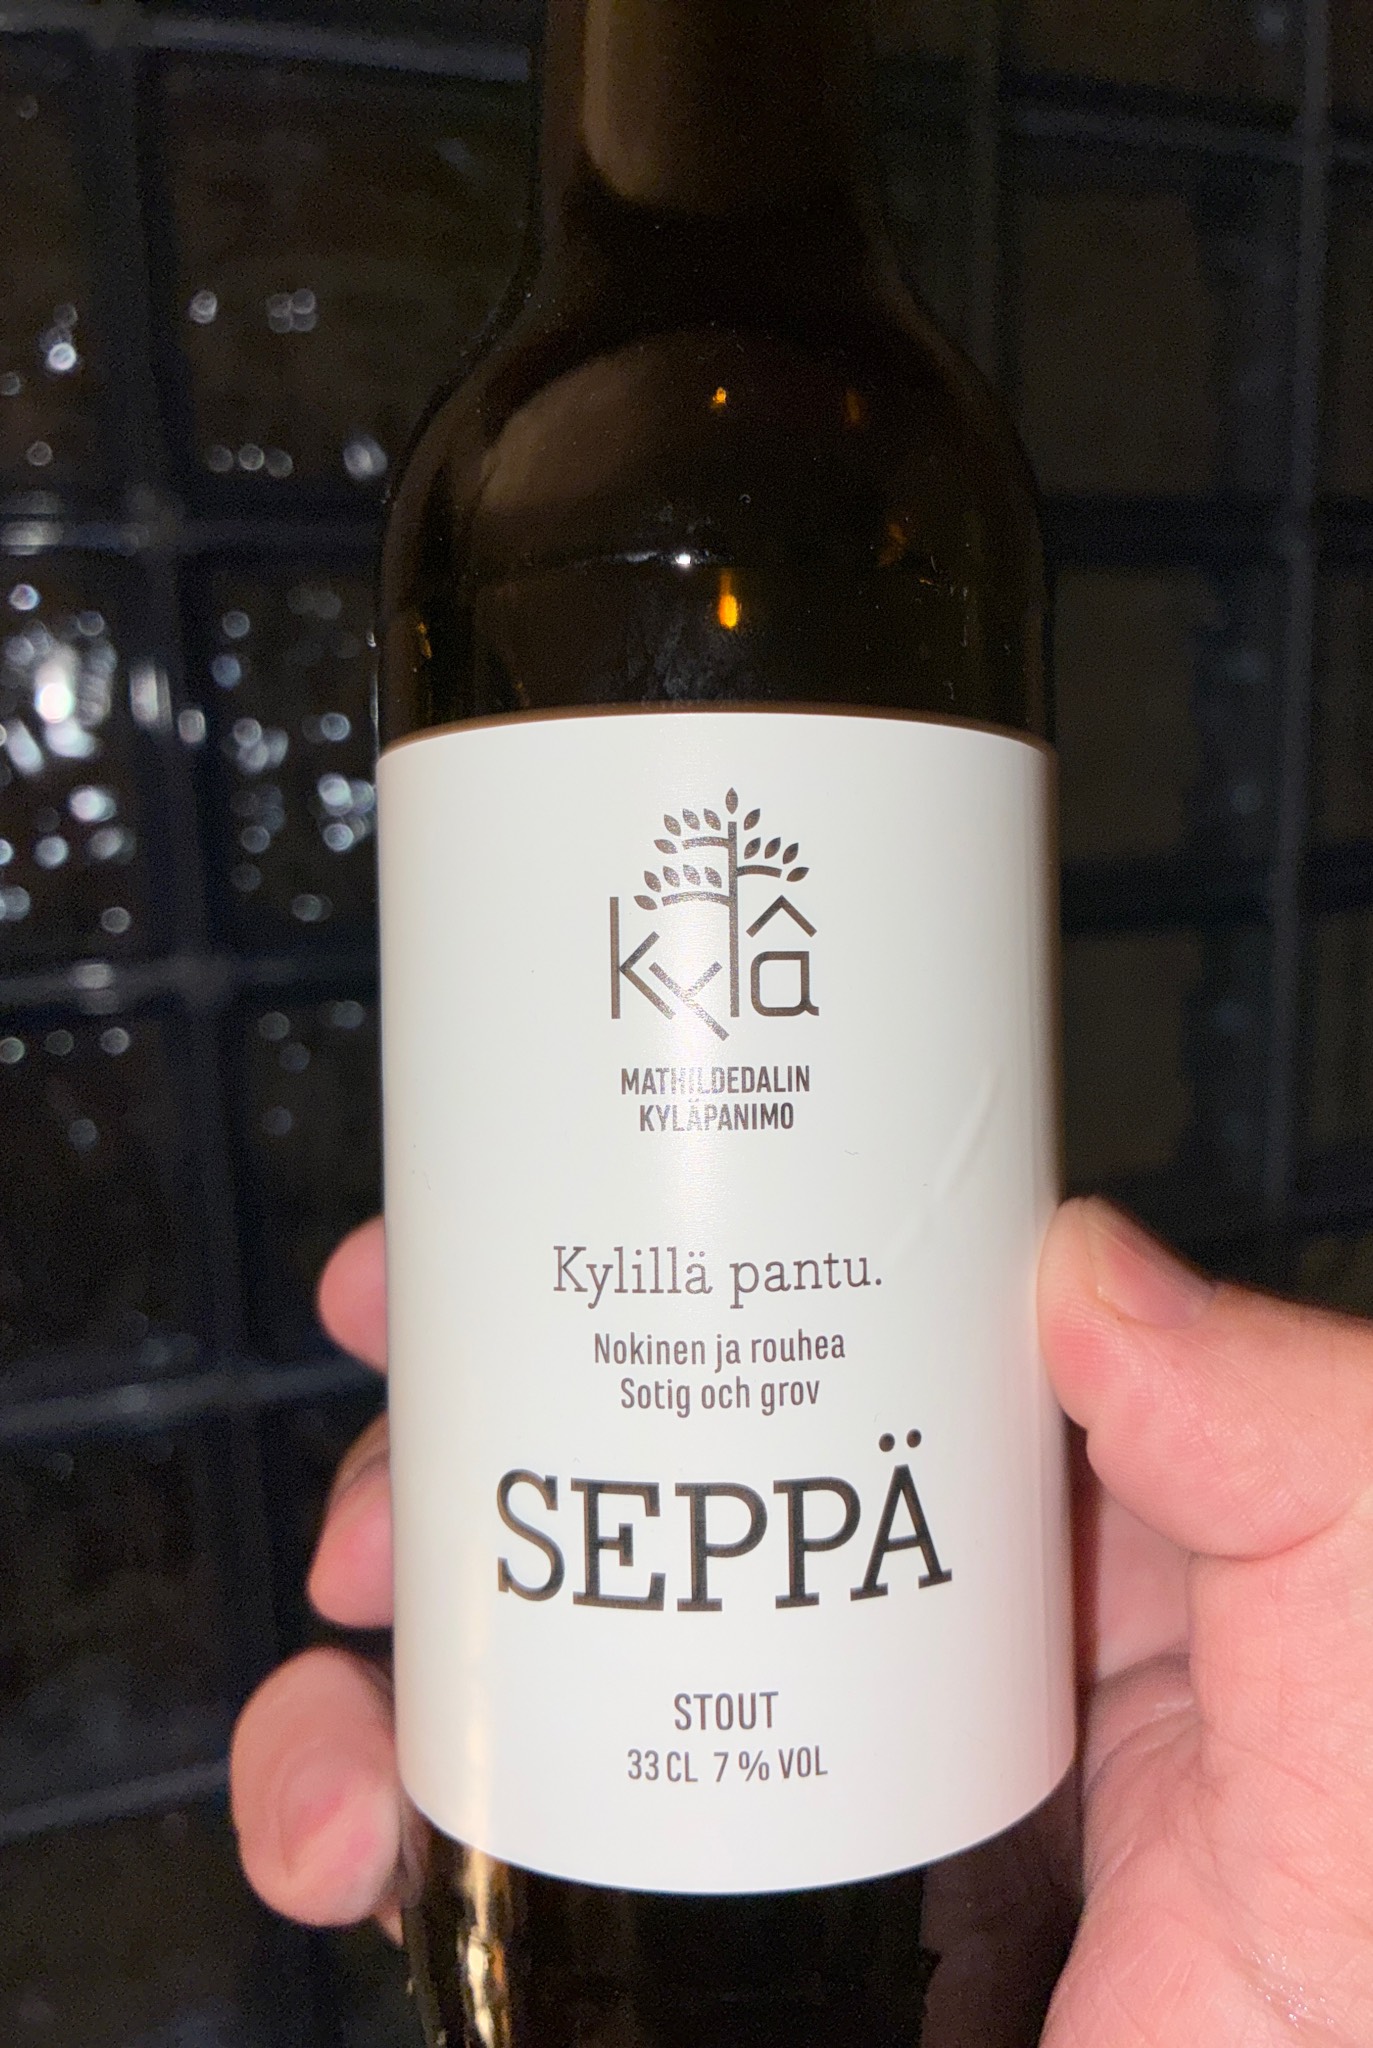 kylâ
MATHILDEDALIN
KYLÄPANIMO
Kylillä pantu.
Nokinen ja rouhea
Sotig och grov
SEPPÄ
STOUT
33 CL 7 % VOL